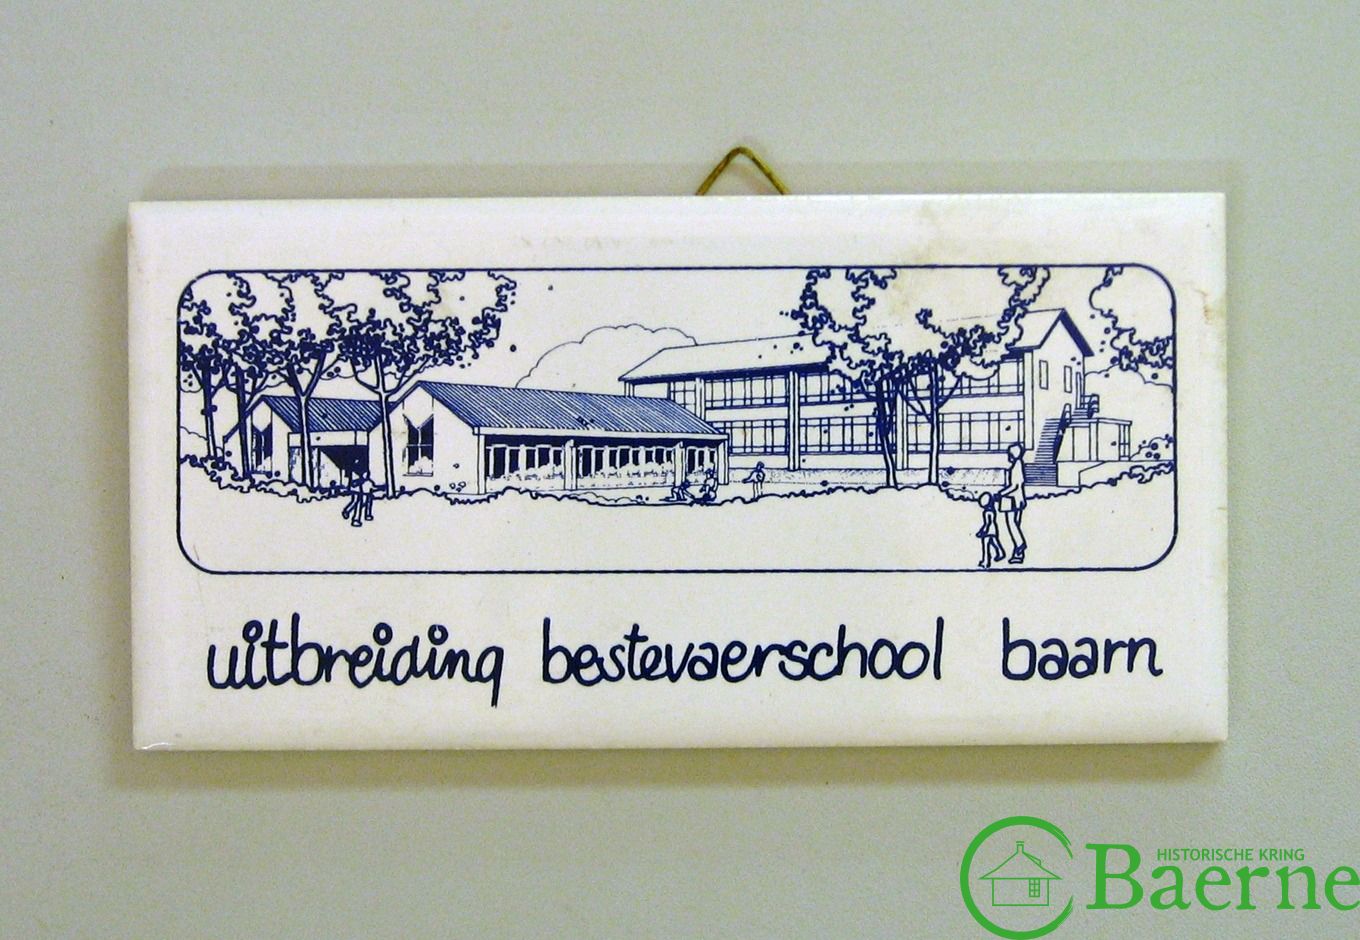 uitbreiding bestevaerschool baarn
HISTORISCHE KRING
Baerne